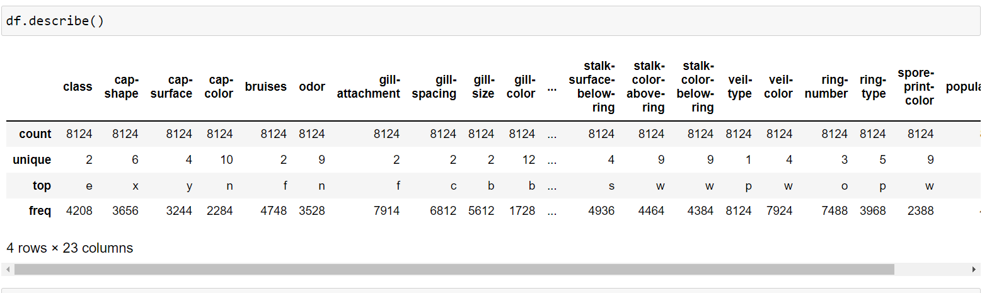 df.describe()
class cap-shape cap-surface cap-color bruises odor gill-attachment gill-spacing gill-size gill-color ... stalk-surface-below-ring stalk-color-above-ring stalk-color-below-ring veil-type veil-color ring-number ring-type spore-print-color
count 8124 8124 8124 8124 8124 8124 8124 8124 8124 8124 ... 8124 8124 8124 8124 8124 8124 8124 8124
unique 2 6 4 10 2 9 2 2 2 12 ... 4 9 9 1 4 3 5 9
top e x y n f n f c b b ... s w w p w o p w
freq 4208 3656 3244 2284 4748 3528 7914 6812 5612 1728 ... 4936 4464 4384 8124 7924 7488 3968 2388
4 rows × 23 columns